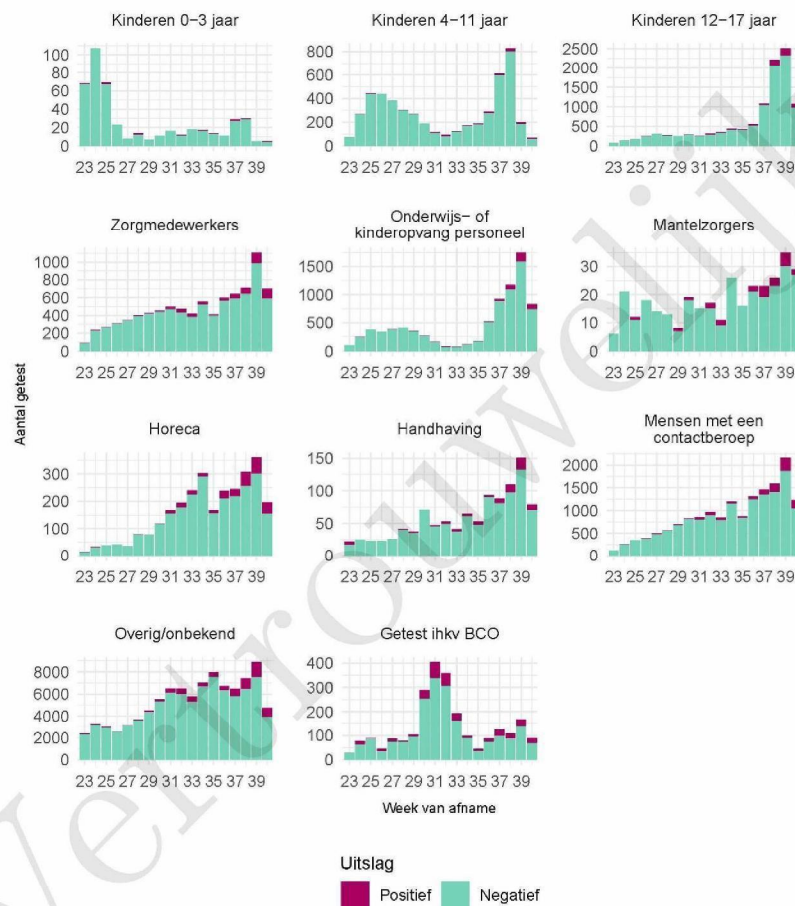 Kinderen 0−3 jaar
Kinderen 4−11 jaar
Kinderen 12−17 jaar
100
80
60
40
20
0
23 25 27 29 31 33 35 37 39
800
600
400
200
0
23 25 27 29 31 33 35 37 39
2500
2000
1500
1000
500
0
23 25 27 29 31 33 35 37 39
Zorgmedewerkers
Onderwijs− of
kinderopvang personeel
Mantelzorgers
1000
800
600
400
200
0
23 25 27 29 31 33 35 37 39
1500
1000
500
0
23 25 27 29 31 33 35 37 39
30
20
10
0
23 25 27 29 31 33 35 37 39
Aantal getest
Horeca
Handhaving
Mensen met een
contactberoep
300
200
100
0
23 25 27 29 31 33 35 37 39
150
100
50
0
23 25 27 29 31 33 35 37 39
2000
1500
1000
500
0
23 25 27 29 31 33 35 37 39
Overig/onbekend
Getest ihkv BCO
8000
6000
4000
2000
0
23 25 27 29 31 33 35 37 39
400
300
200
100
0
23 25 27 29 31 33 35 37 39
Week van afname
Uitslag
Positief
Negatief
Vertrouwelijk